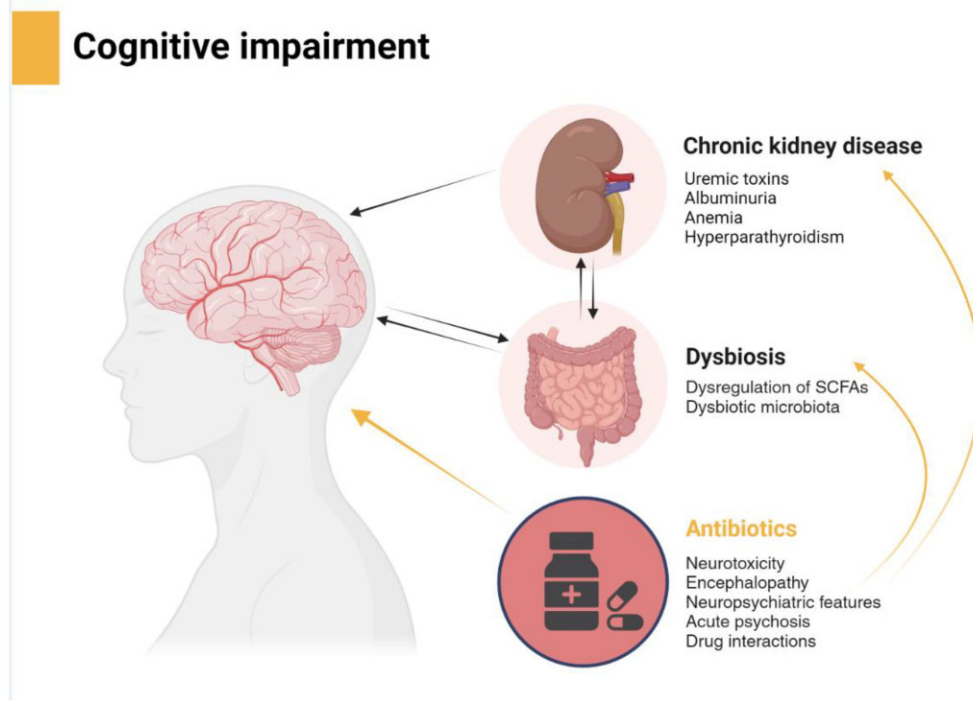 Cognitive impairment
Chronic kidney disease
Uremic toxins
Albuminuria
Anemia
Hyperparathyroidism
Dysbiosis
Dysregulation of SCFAs
Dysbiotic microbiota
Antibiotics
Neurotoxicity
Encephalopathy
Neuropsychiatric features
Acute psychosis
Drug interactions